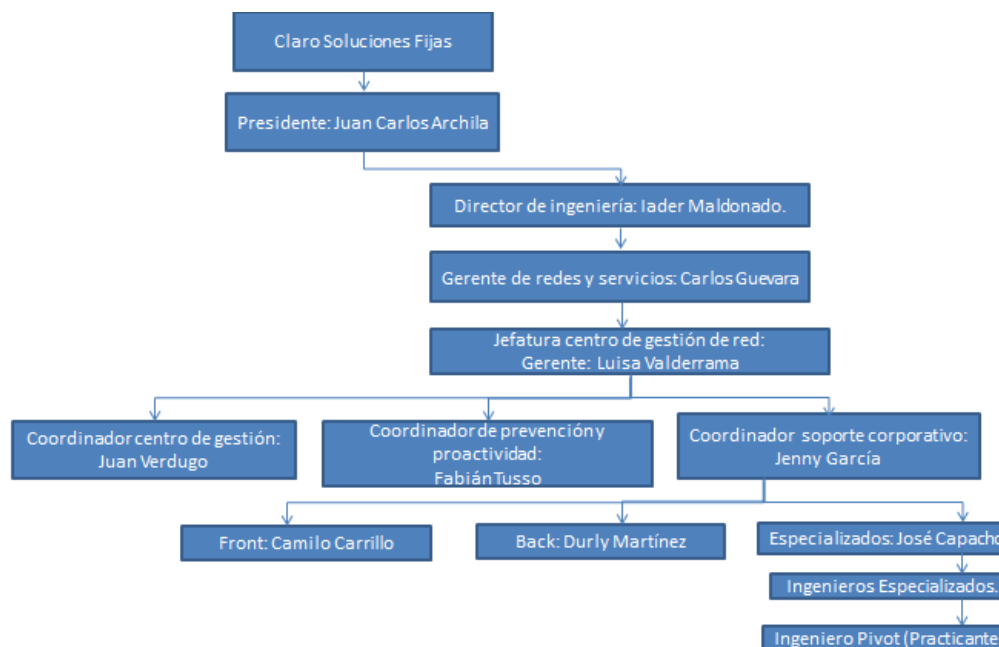 Claro Soluciones Fijas
Presidente: Juan Carlos Archila
Director de ingeniería: Iader Maldonado.
Gerente de redes y servicios: Carlos Guevara
Jefatura centro de gestión de red:
Gerente: Luisa Valderrama
Coordinador centro de gestión:
Juan Verdugo
Coordinador de prevención y
proactividad:
Fabián Tusso
Coordinador soporte corporativo:
Jenny García
Front: Camilo Carrillo
Back: Durly Martínez
Especializados: José Capacho
Ingenieros Especializados.
Ingeniero Pivot (Practicante